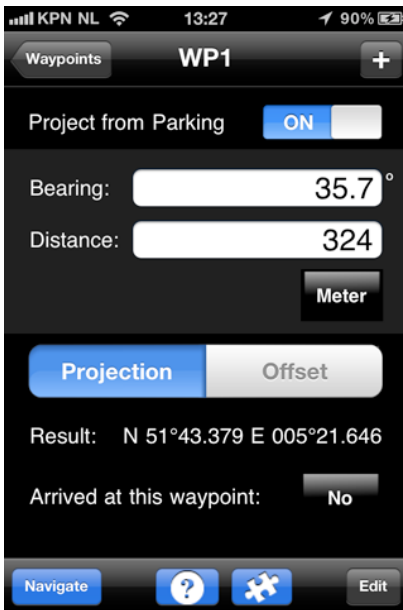 KPN NL 13:27 90%
Waypoints WP1 +
Project from Parking ON
Bearing: 35.7°
Distance: 324
Meter
Projection Offset
Result: N 51°43.379 E 005°21.646
Arrived at this waypoint: No
Navigate ? Edit